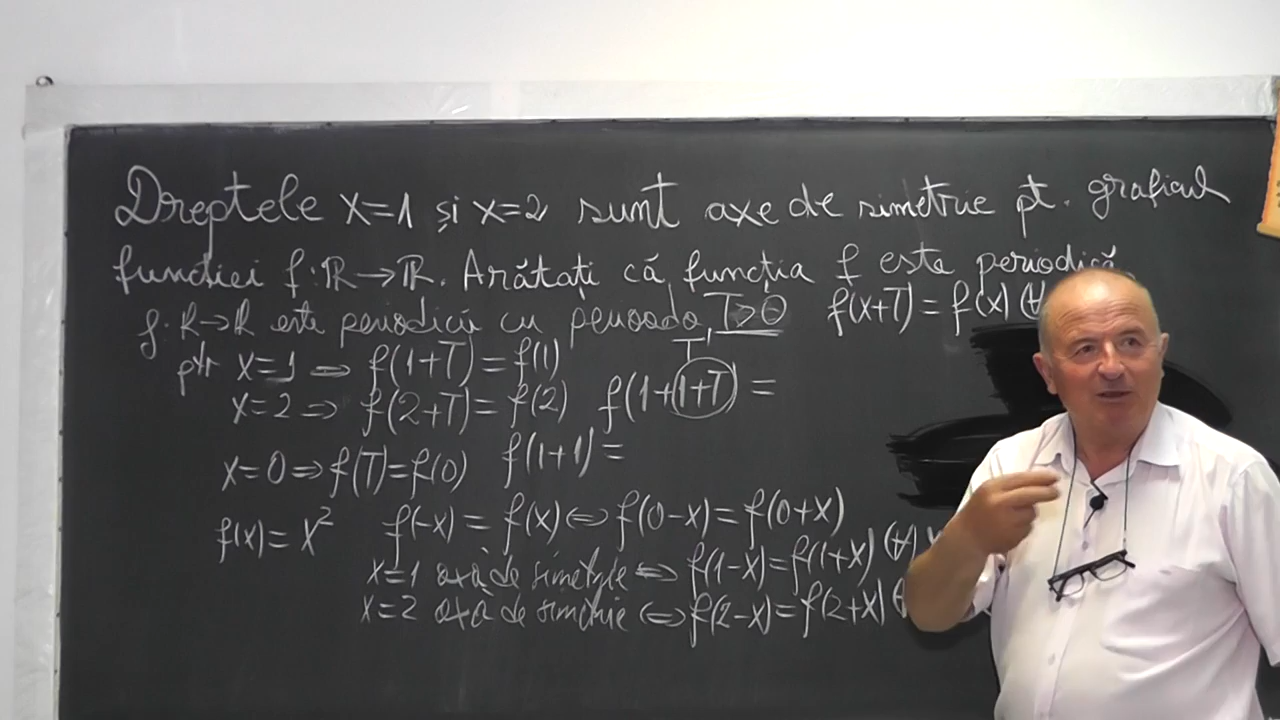 Dreptele x=1 și x=2 sunt axe de simetrie pt. graficul
funcției f:ℝ→ℝ. Arătați că funcția f este periodică
f:R→R este periodică cu perioada T>0 f(x+T)=f(x) (∀
ptr x=1 ⇒ f(1+T)=f(1) T
x=2 ⇒ f(2+T)=f(2) f(1+1+T)=
x=0⇒f(T)=f(0) f(1+1)=
f(x)=x² f(-x)=f(x)⇔f(0-x)=f(0+x)
x=1 axă de simetrie ⇔ f(1-x)=f(1+x) (∀) x
x=2 axă de simetrie ⇔ f(2-x)=f(2+x) (∀